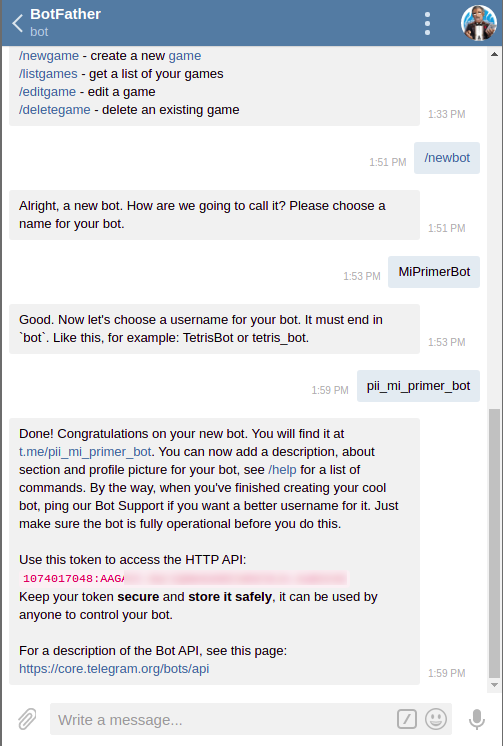 BotFather
bot
/newgame - create a new game
/listgames - get a list of your games
/editgame - edit a game
/deletegame - delete an existing game
1:33 PM
1:51 PM
/newbot
Alright, a new bot. How are we going to call it? Please choose a
name for your bot.
1:51 PM
1:53 PM
MiPrimerBot
Good. Now let's choose a username for your bot. It must end in
`bot`. Like this, for example: TetrisBot or tetris_bot.
1:53 PM
1:59 PM
pii_mi_primer_bot
Done! Congratulations on your new bot. You will find it at
t.me/pii_mi_primer_bot. You can now add a description, about
section and profile picture for your bot, see /help for a list of
commands. By the way, when you've finished creating your cool
bot, ping our Bot Support if you want a better username for it. Just
make sure the bot is fully operational before you do this.
Use this token to access the HTTP API:
1074017048:AAGA
Keep your token secure and store it safely, it can be used by
anyone to control your bot.
For a description of the Bot API, see this page:
https://core.telegram.org/bots/api
1:59 PM
Write a message...